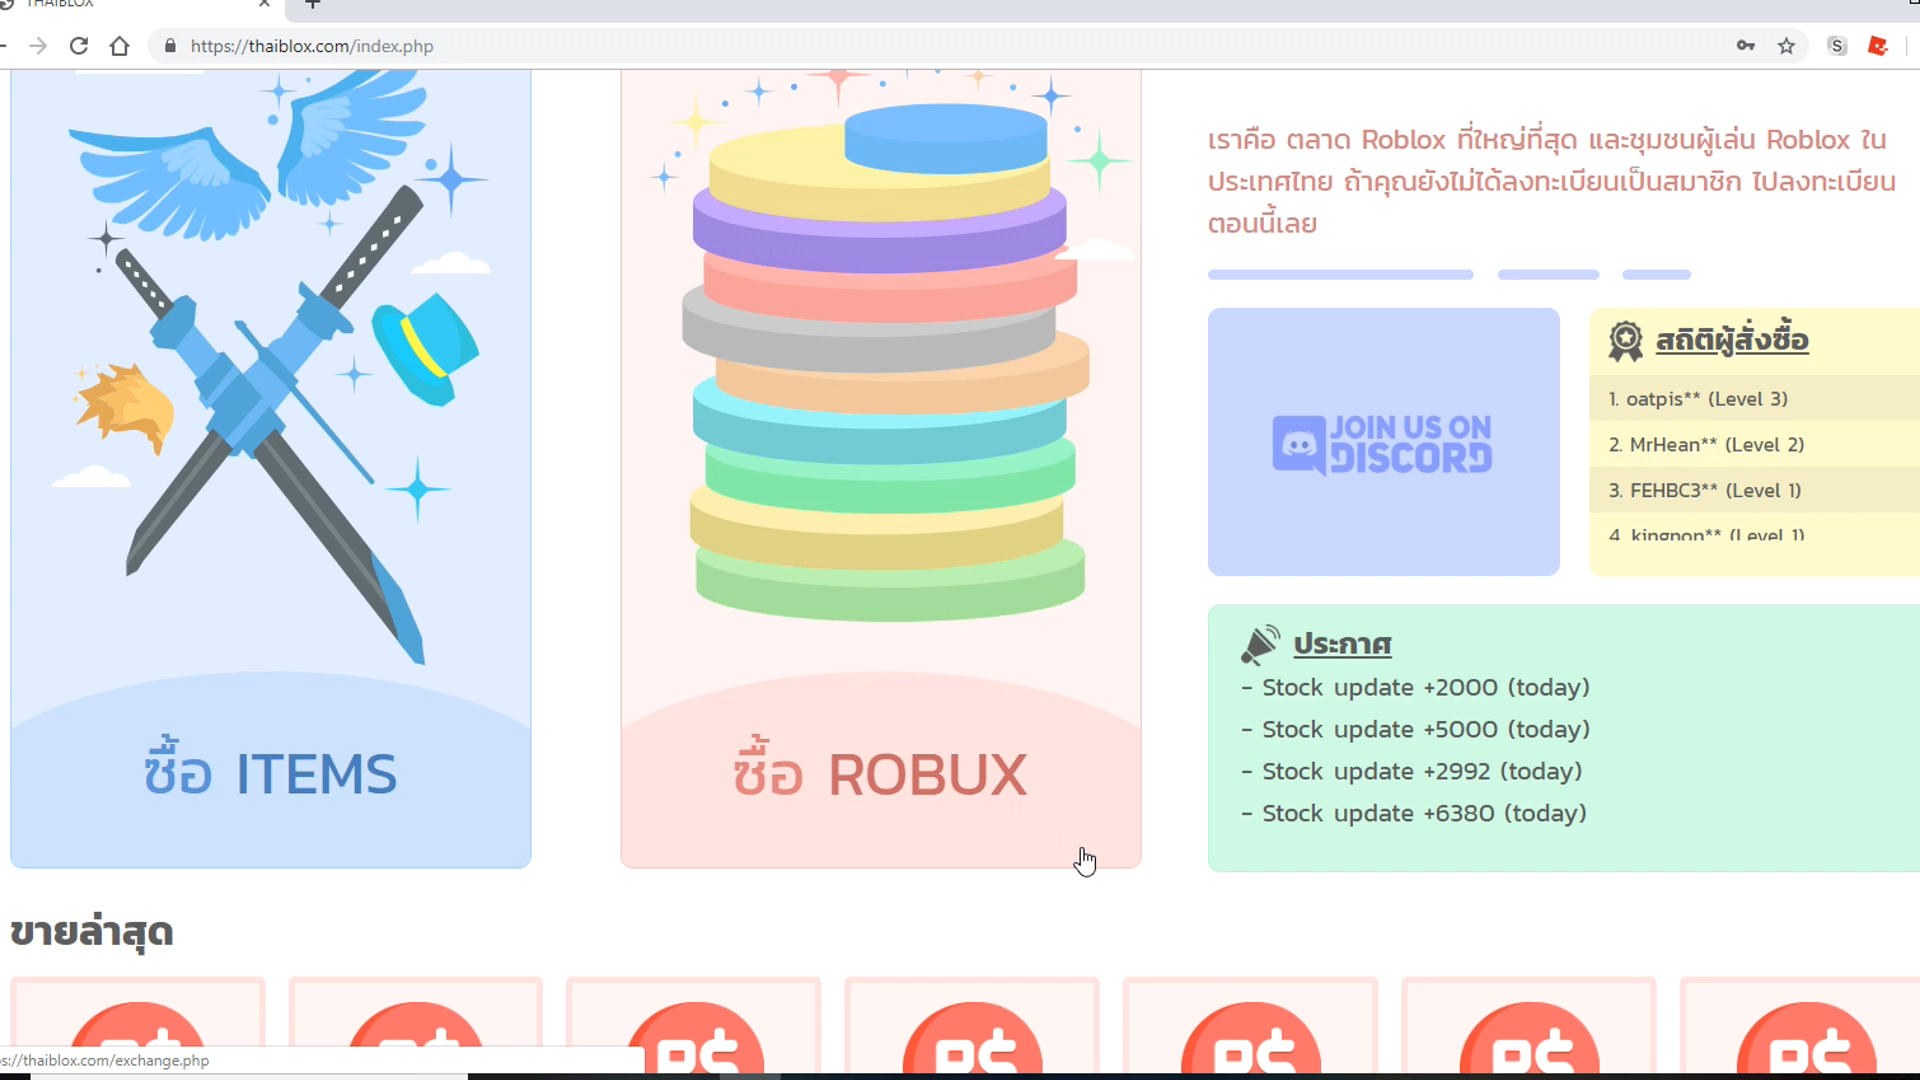 THAIBLOX
https://thaiblox.com/index.php
ซื้อ ITEMS
ซื้อ ROBUX
เราคือ ตลาด Roblox ที่ใหญ่ที่สุด และชุมชนผู้เล่น Roblox ใน
ประเทศไทย ถ้าคุณยังไม่ได้ลงทะเบียนเป็นสมาชิก ไปลงทะเบียน
ตอนนี้เลย
JOIN US ON
DISCORD
สถิติผู้สั่งซื้อ
1. oatpis** (Level 3)
2. MrHean** (Level 2)
3. FEHBC3** (Level 1)
4. kingnon** (Level 1)
ประกาศ
- Stock update +2000 (today)
- Stock update +5000 (today)
- Stock update +2992 (today)
- Stock update +6380 (today)
ขายล่าสุด
s://thaiblox.com/exchange.php